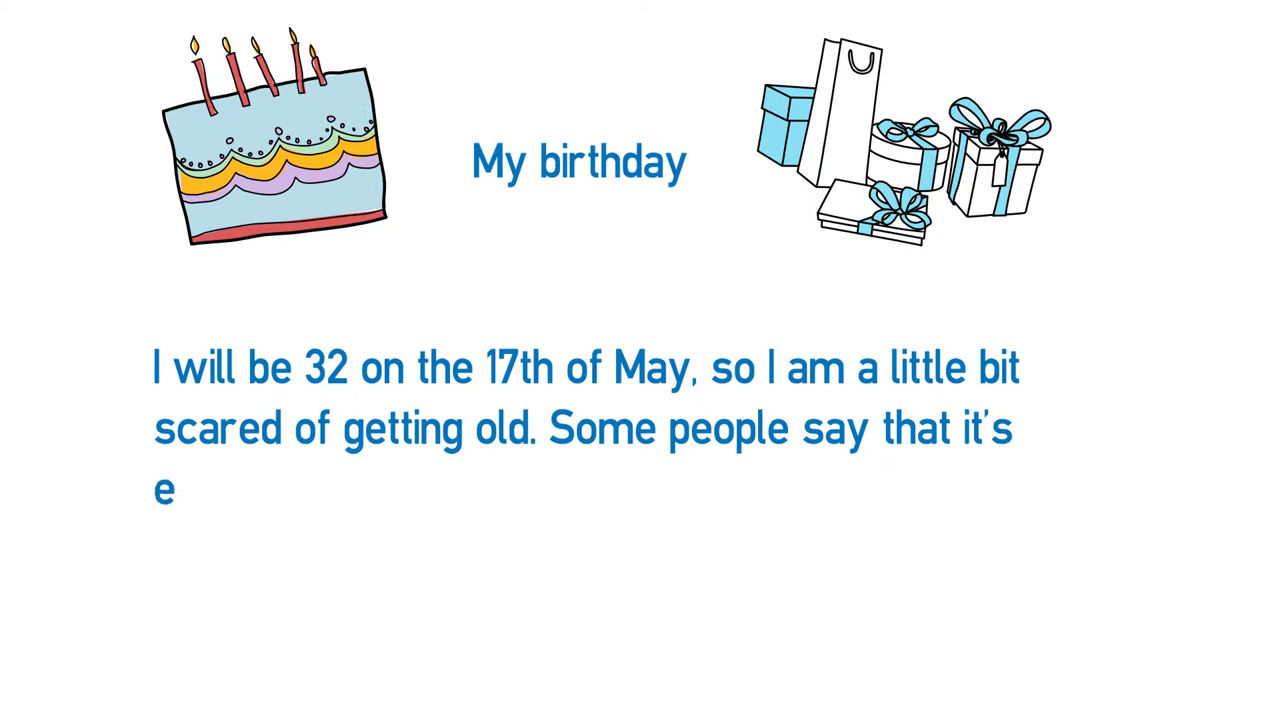 My birthday
I will be 32 on the 17th of May, so I am a little bit
scared of getting old. Some people say that it's
e